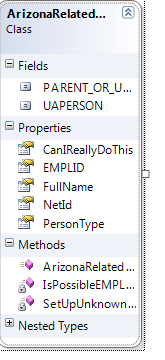 ArizonaRelated...
Class
Fields
PARENT_OR_U...
UAPERSON
Properties
CanIReallyDoThis
EMPLID
FullName
NetId
PersonType
Methods
ArizonaRelated...
IsPossibleEMPL...
SetUpUnknown...
Nested Types